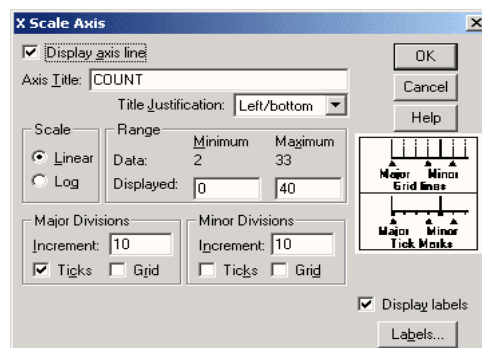 X Scale Axis
Display axis line
Axis Title: COUNT
Title Justification: Left/bottom
OK
Cancel
Help
Scale
Linear
Log
Range
Minimum Maximum
Data: 2 33
Displayed: 0 40
Major Minor
Grid lines
Major Minor
Tick Marks
Major Divisions
Increment: 10
Ticks Grid
Minor Divisions
Increment: 10
Ticks Grid
Display labels
Labels...